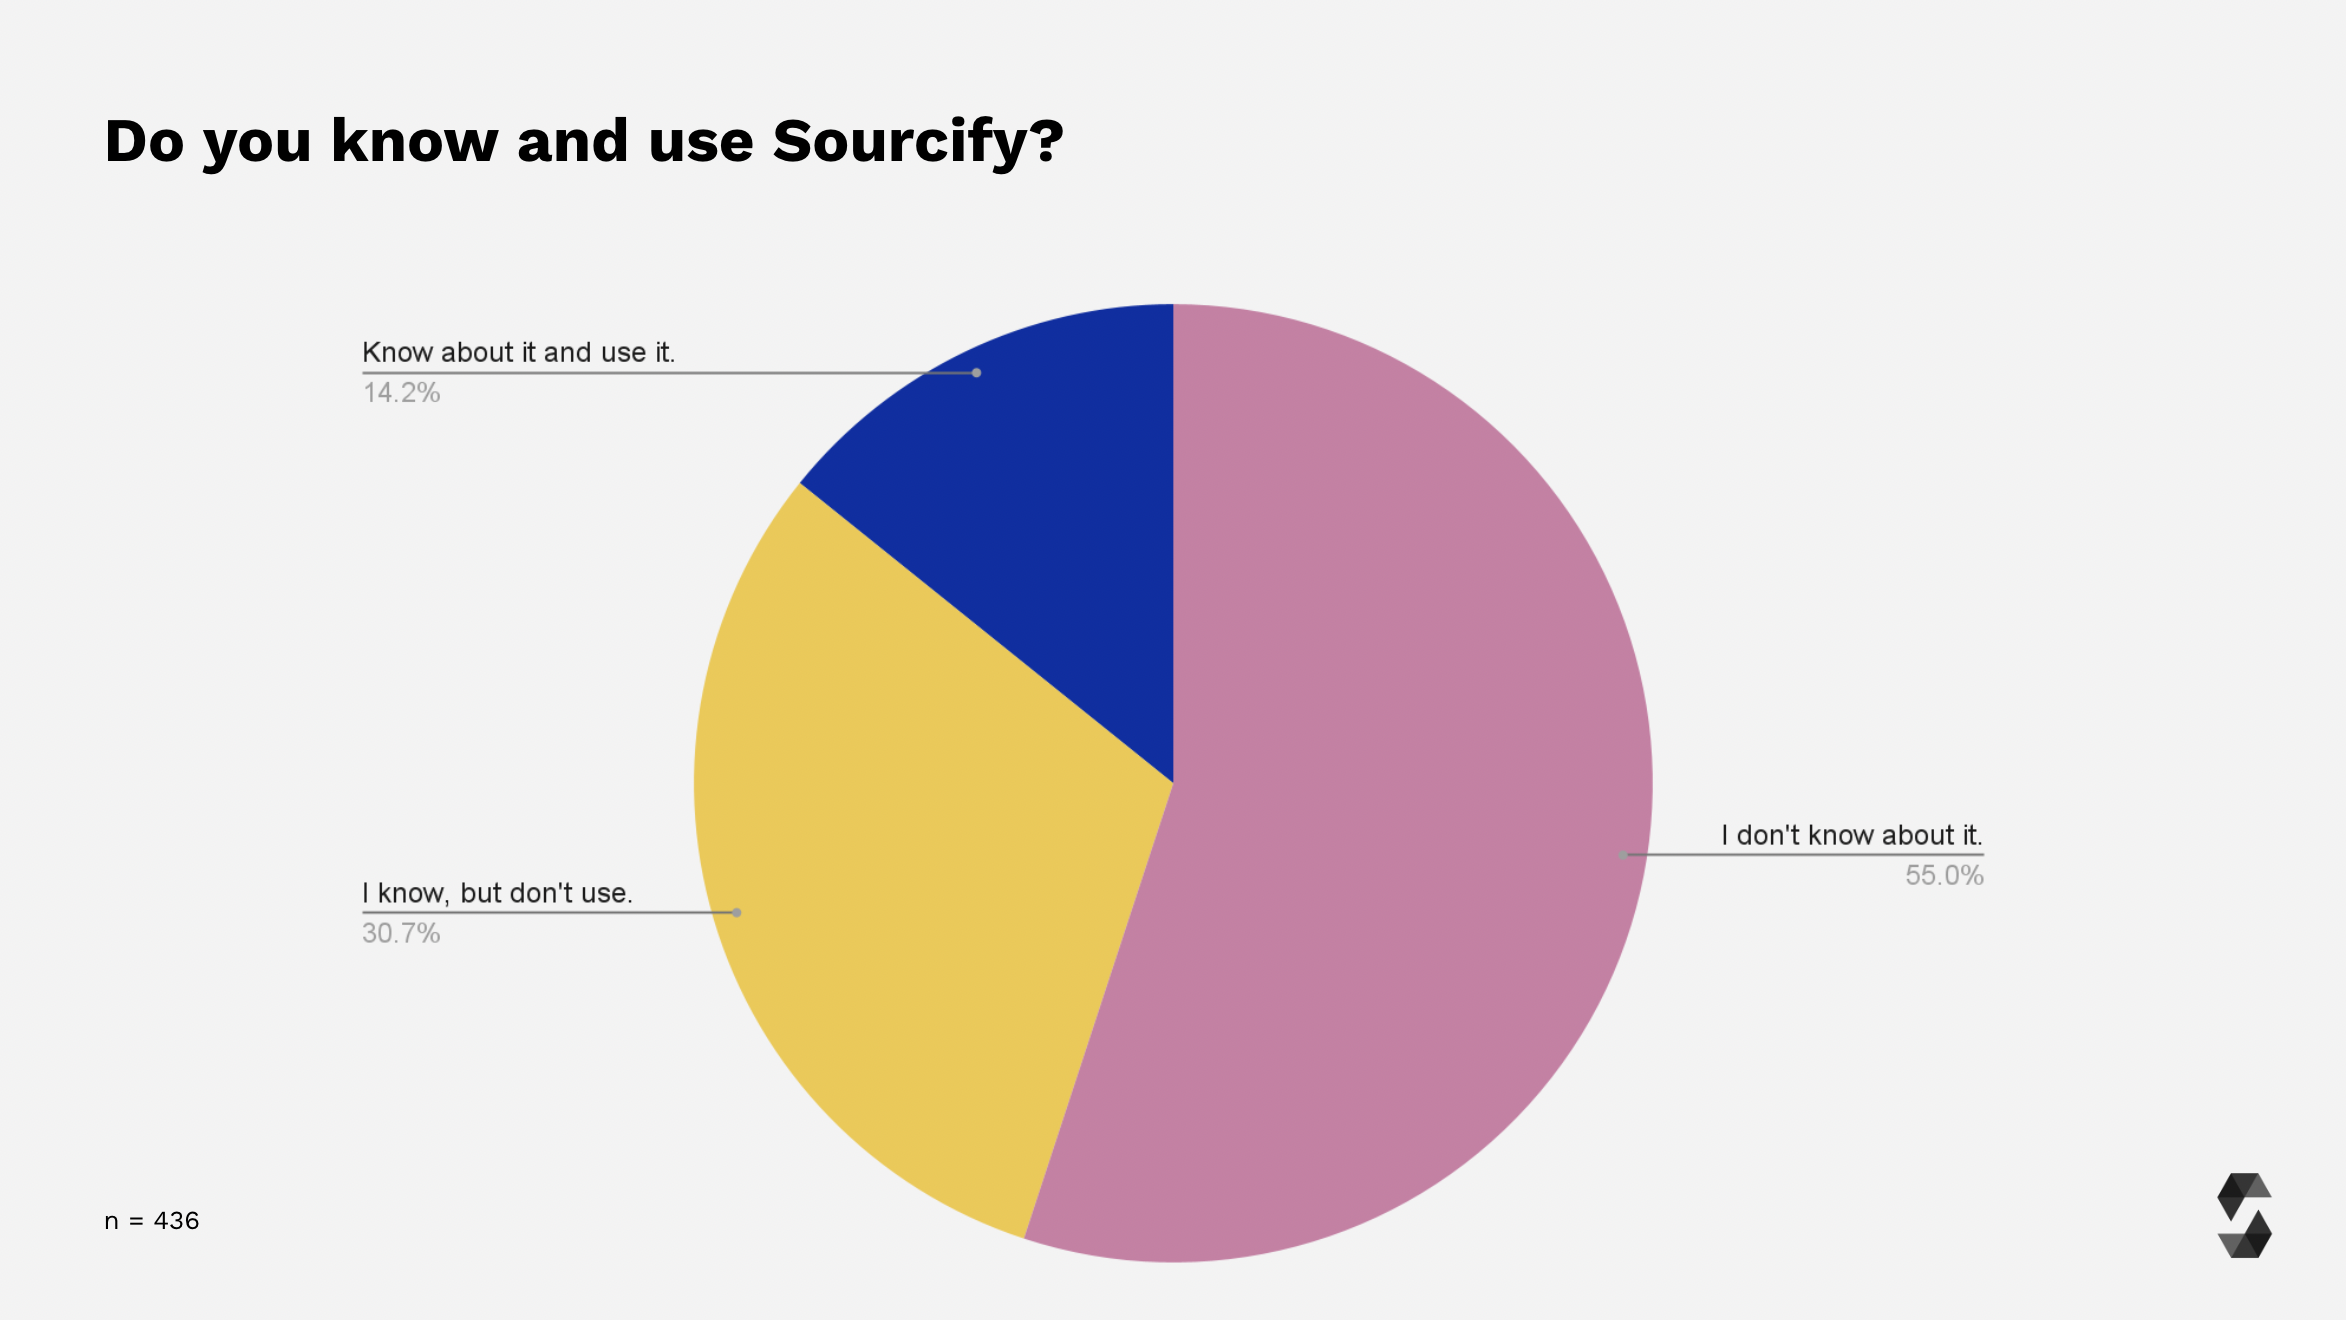 Do you know and use Sourcify?
Know about it and use it.
14.2%
I don't know about it.
55.0%
I know, but don't use.
30.7%
n = 436